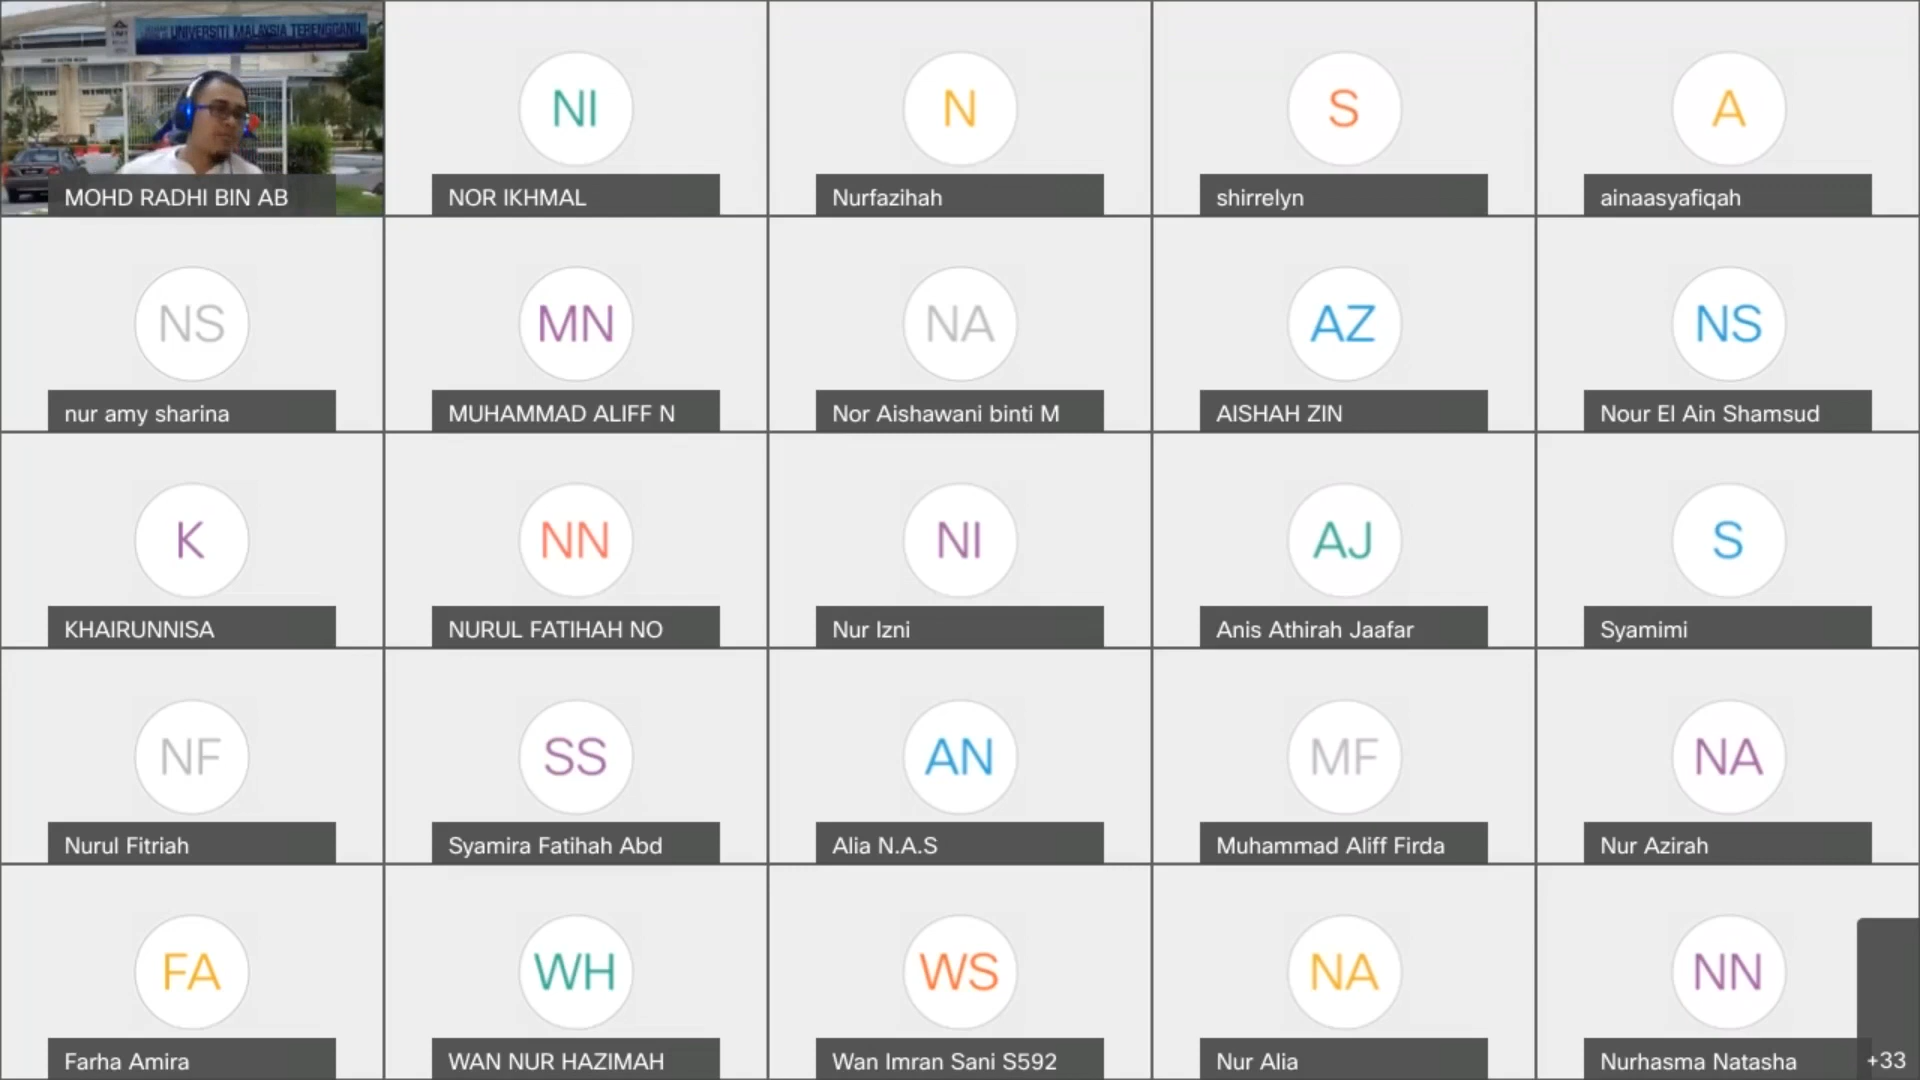 UNIVERSITI MALAYSIA TERENGGANU
MOHD RADHI BIN AB
NI
NOR IKHMAL
N
Nurfazihah
S
shirrelyn
A
ainaasyafiqah
NS
nur amy sharina
MN
MUHAMMAD ALIFF N
NA
Nor Aishawani binti M
AZ
AISHAH ZIN
NS
Nour El Ain Shamsud
K
KHAIRUNNISA
NN
NURUL FATIHAH NO
NI
Nur Izni
AJ
Anis Athirah Jaafar
S
Syamimi
NF
Nurul Fitriah
SS
Syamira Fatihah Abd
AN
Alia N.A.S
MF
Muhammad Aliff Firda
NA
Nur Azirah
FA
Farha Amira
WH
WAN NUR HAZIMAH
WS
Wan Imran Sani S592
NA
Nur Alia
NN
Nurhasma Natasha
+33